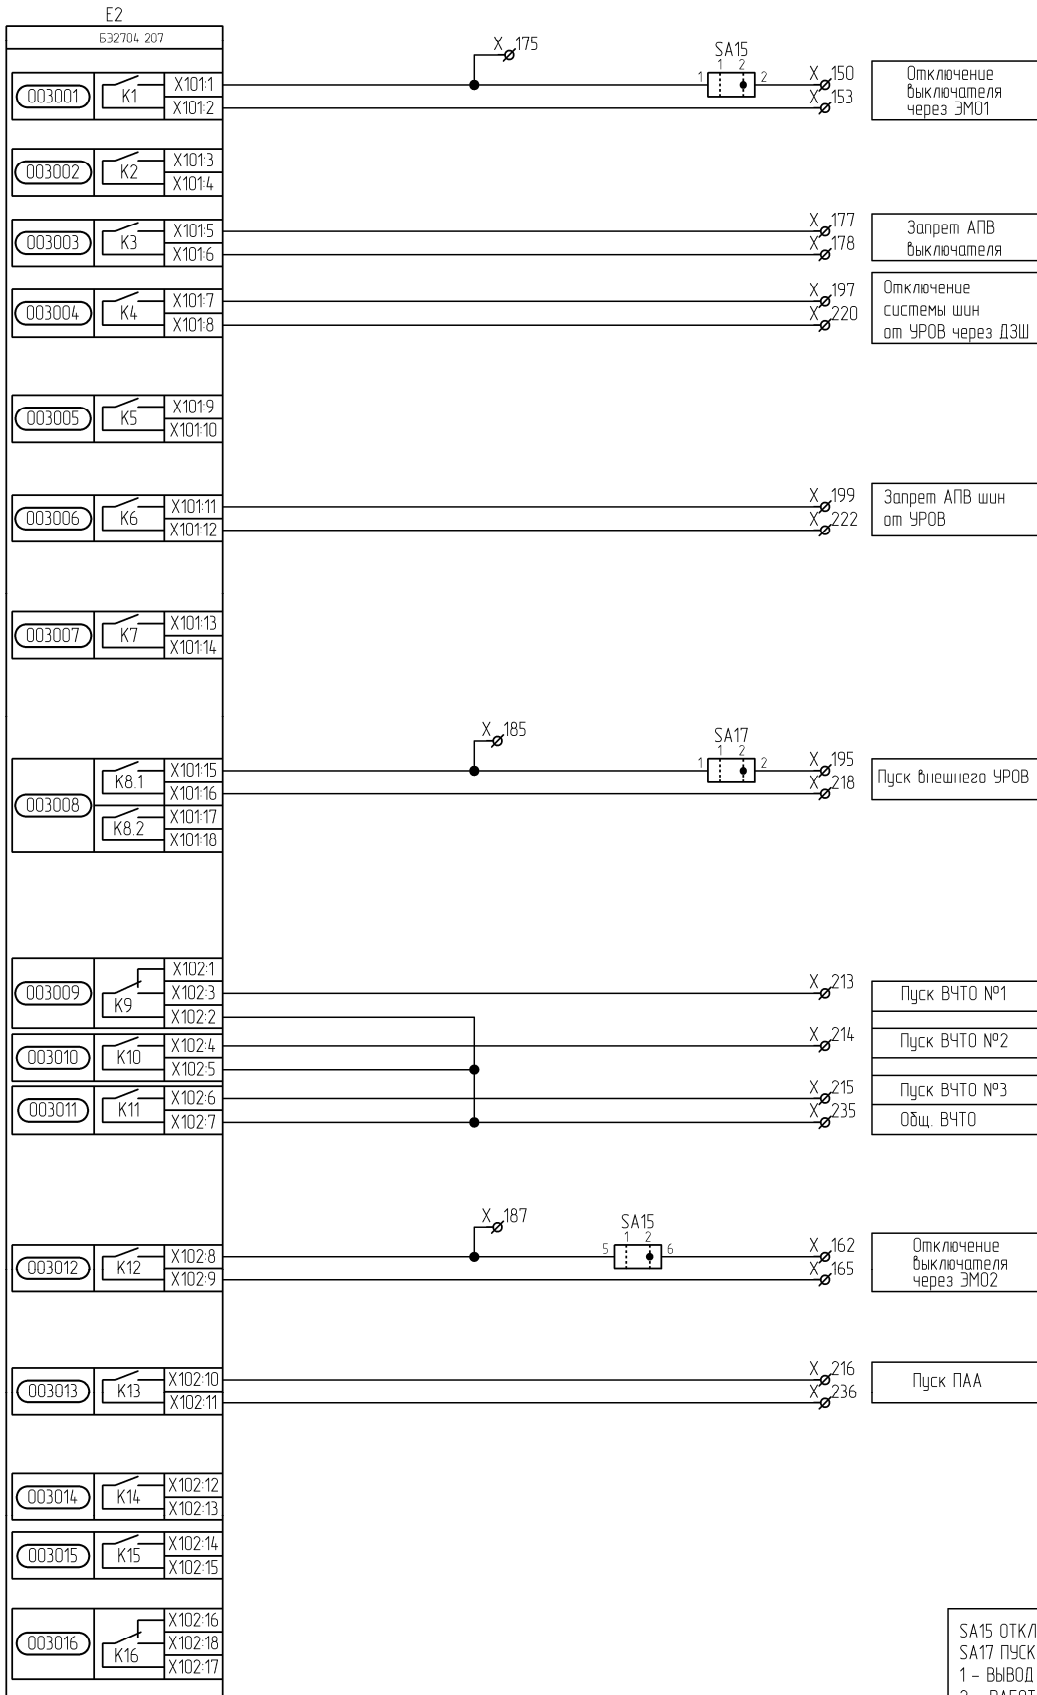 E2
БЭ2704 207
X 175
SA15
1 2
003001 K1 X101:1 1 2 X 150 Отключение
X101:2 X 153 выключателя
через ЭМО1
003002 K2 X101:3
X101:4
003003 K3 X101:5 X 177 Запрет АПВ
X101:6 X 178 выключателя
003004 K4 X101:7 X 197 Отключение
X101:8 X 220 системы шин
от УРОВ через ДЗШ
003005 K5 X101:9
X101:10
003006 K6 X101:11 X 199 Запрет АПВ шин
X101:12 X 222 от УРОВ
003007 K7 X101:13
X101:14
X 185
SA17
1 2
003008 K8.1 X101:15 1 2 X 195 Пуск внешнего УРОВ
X101:16 X 218
K8.2 X101:17
X101:18
003009 K9 X102:1
X102:3 X 213 Пуск ВЧТО №1
X102:2
003010 K10 X102:4 X 214 Пуск ВЧТО №2
X102:5
003011 K11 X102:6 X 215 Пуск ВЧТО №3
X102:7 X 235 Общ. ВЧТО
X 187
SA15
1 2
003012 K12 X102:8 5 6 X 162 Отключение
X102:9 X 165 выключателя
через ЭМО2
003013 K13 X102:10 X 216 Пуск ПАА
X102:11 X 236
003014 K14 X102:12
X102:13
003015 K15 X102:14
X102:15
003016 K16 X102:16
X102:18
X102:17
SA15 ОТКЛ
SA17 ПУСК
1 – ВЫВОД